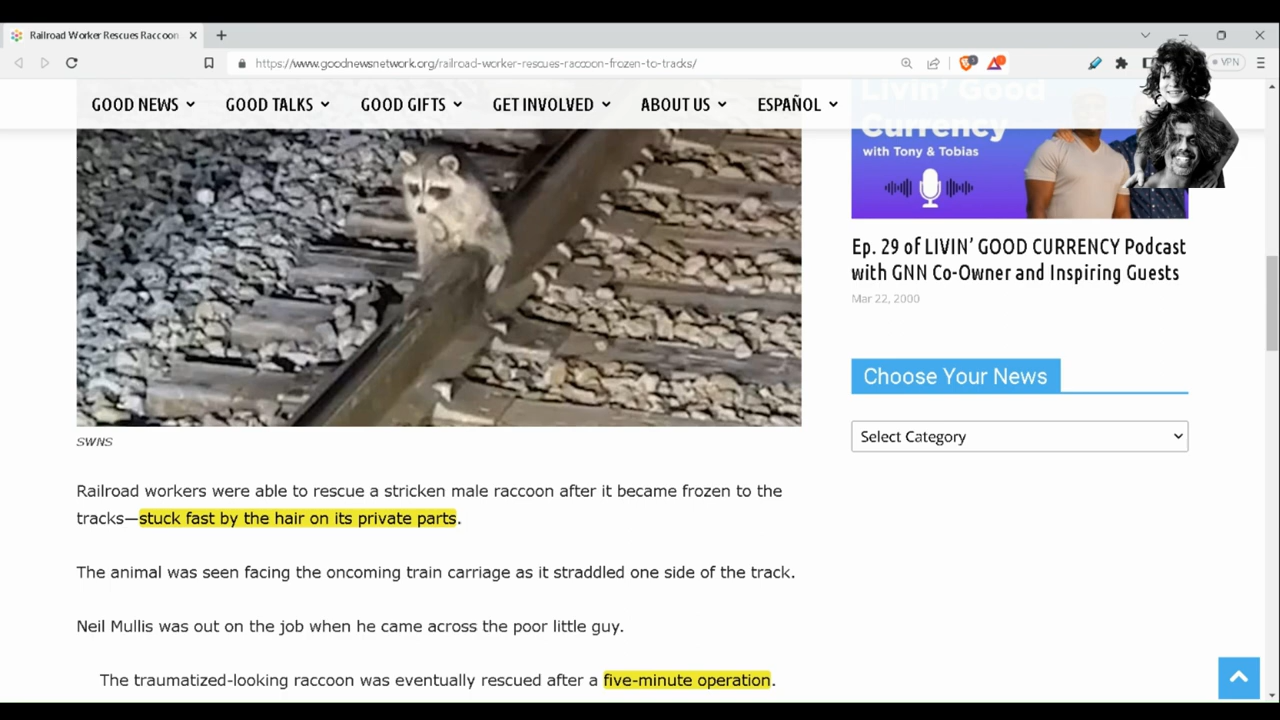 Railroad Worker Rescues Raccoon
https://www.goodnewsnetwork.org/railroad-worker-rescues-raccoon-frozen-to-tracks/
VPN
GOOD NEWS GOOD TALKS GOOD GIFTS GET INVOLVED ABOUT US ESPAÑOL
Livin' Good
Currency
with Tony & Tobias
Ep. 29 of LIVIN' GOOD CURRENCY Podcast
with GNN Co-Owner and Inspiring Guests
Mar 22, 2000
Choose Your News
Select Category
SWNS
Railroad workers were able to rescue a stricken male raccoon after it became frozen to the
tracks—stuck fast by the hair on its private parts.
The animal was seen facing the oncoming train carriage as it straddled one side of the track.
Neil Mullis was out on the job when he came across the poor little guy.
The traumatized-looking raccoon was eventually rescued after a five-minute operation.